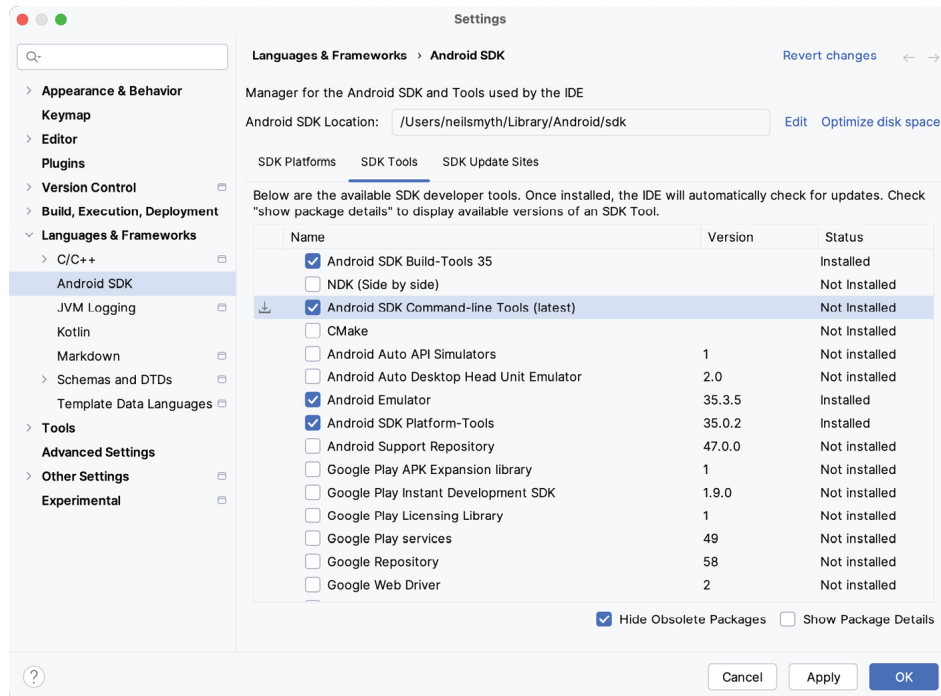 Settings
Languages & Frameworks › Android SDK
Revert changes
Manager for the Android SDK and Tools used by the IDE
Android SDK Location: /Users/neilsmyth/Library/Android/sdk Edit Optimize disk space
Appearance & Behavior
Keymap
Editor
Plugins
Version Control
Build, Execution, Deployment
Languages & Frameworks
C/C++
Android SDK
JVM Logging
Kotlin
Markdown
Schemas and DTDs
Template Data Languages
Tools
Advanced Settings
Other Settings
Experimental
SDK Platforms SDK Tools SDK Update Sites
Below are the available SDK developer tools. Once installed, the IDE will automatically check for updates. Check
"show package details" to display available versions of an SDK Tool.
Name Version Status
Android SDK Build-Tools 35 Installed
NDK (Side by side) Not Installed
Android SDK Command-line Tools (latest) Not Installed
CMake Not Installed
Android Auto API Simulators 1 Not installed
Android Auto Desktop Head Unit Emulator 2.0 Not installed
Android Emulator 35.3.5 Installed
Android SDK Platform-Tools 35.0.2 Installed
Android Support Repository 47.0.0 Not installed
Google Play APK Expansion library 1 Not installed
Google Play Instant Development SDK 1.9.0 Not installed
Google Play Licensing Library 1 Not installed
Google Play services 49 Not installed
Google Repository 58 Not installed
Google Web Driver 2 Not installed
Hide Obsolete Packages Show Package Details
? Cancel Apply OK